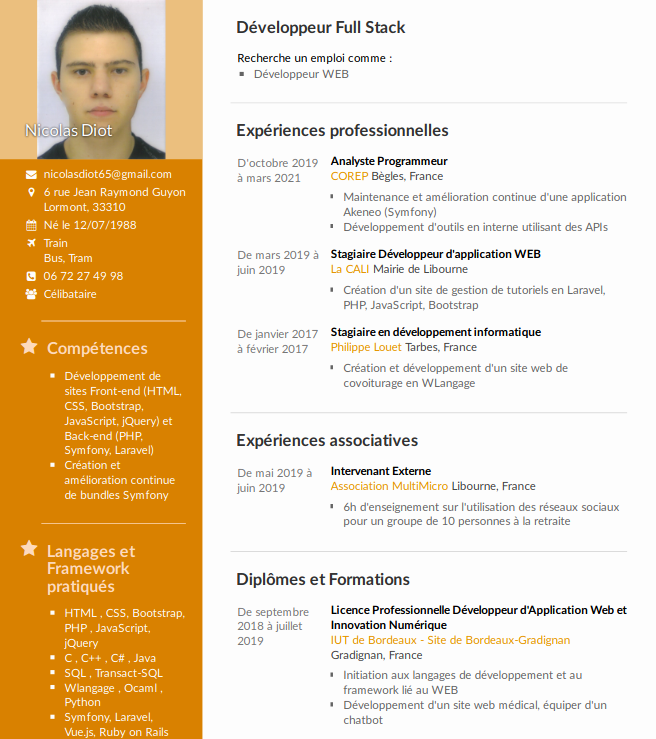 Nicolas Diot
nicolasdiot65@gmail.com
6 rue Jean Raymond Guyon
Lormont, 33310
Né le 12/07/1988
Train
Bus, Tram
06 72 27 49 98
Célibataire
Compétences
Développement de
sites Front-end (HTML,
CSS, Bootstrap,
JavaScript, jQuery) et
Back-end (PHP,
Symfony, Laravel)
Création et
amélioration continue
de bundles Symfony
Langages et
Framework
pratiqués
HTML , CSS, Bootstrap,
PHP , JavaScript,
jQuery
C , C++ , C# , Java
SQL , Transact-SQL
Wlangage , Ocaml ,
Python
Symfony, Laravel,
Vue.js, Ruby on Rails
Développeur Full Stack
Recherche un emploi comme :
Développeur WEB
Expériences professionnelles
D'octobre 2019
à mars 2021
Analyste Programmeur
COREP Bègles, France
Maintenance et amélioration continue d'une application
Akeneo (Symfony)
Développement d'outils en interne utilisant des APIs
De mars 2019 à
juin 2019
Stagiaire Développeur d'application WEB
La CALI Mairie de Libourne
Création d'un site de gestion de tutoriels en Laravel,
PHP, JavaScript, Bootstrap
De janvier 2017
à février 2017
Stagiaire en développement informatique
Philippe Louet Tarbes, France
Création et développement d'un site web de
covoiturage en WLangage
Expériences associatives
De mai 2019 à
juin 2019
Intervenant Externe
Association MultiMicro Libourne, France
6h d'enseignement sur l'utilisation des réseaux sociaux
pour un groupe de 10 personnes à la retraite
Diplômes et Formations
De septembre
2018 à juillet
2019
Licence Professionnelle Développeur d'Application Web et
Innovation Numérique
IUT de Bordeaux - Site de Bordeaux-Gradignan
Gradignan, France
Initiation aux langages de développement et au
framework lié au WEB
Développement d'un site web médical, équiper d'un
chatbot